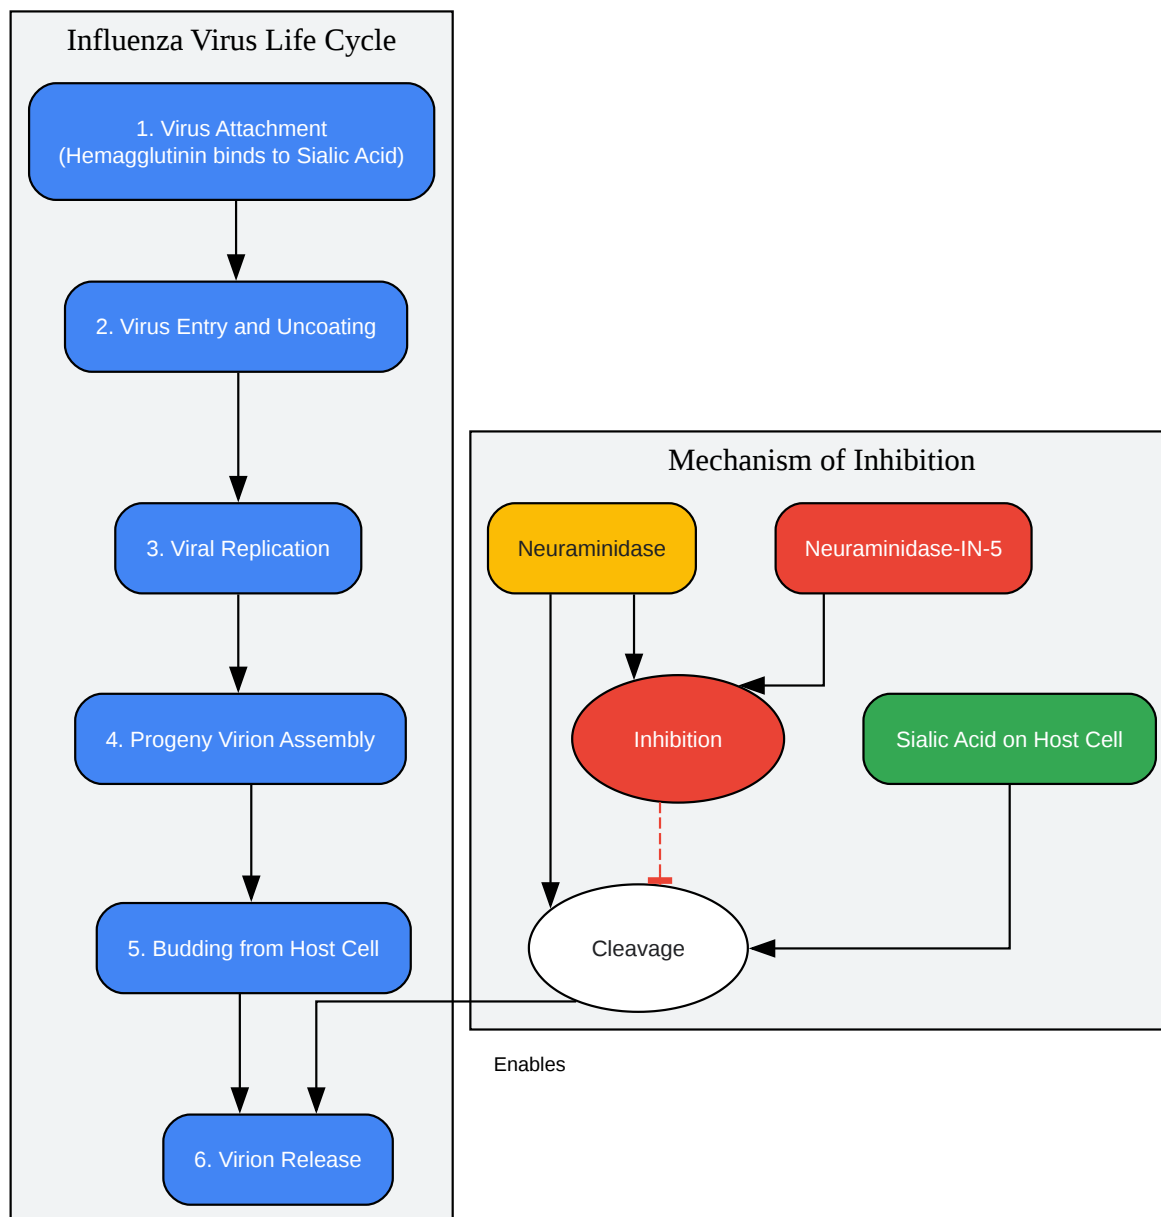 Influenza Virus Life Cycle
1. Virus Attachment
(Hemagglutinin binds to Sialic Acid)
2. Virus Entry and Uncoating
3. Viral Replication
4. Progeny Virion Assembly
5. Budding from Host Cell
6. Virion Release
Mechanism of Inhibition
Neuraminidase
Neuraminidase-IN-5
Inhibition
Sialic Acid on Host Cell
Cleavage
Enables